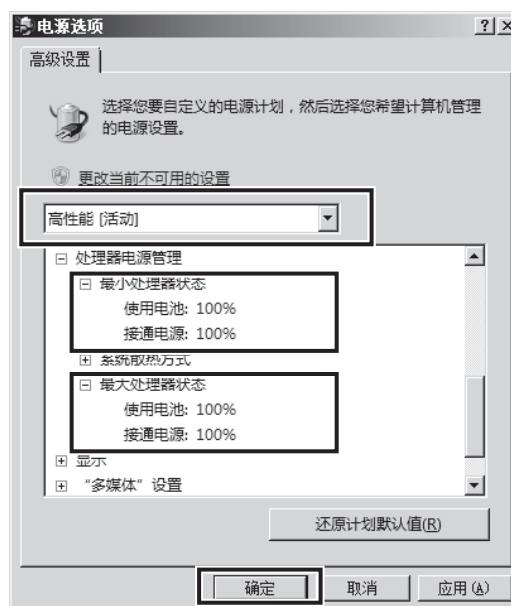 电源选项
高级设置
选择您要自定义的电源计划，然后选择您希望计算机管理
的电源设置。
更改当前不可用的设置
高性能 [活动]
处理器电源管理
最小处理器状态
使用电池: 100%
接通电源: 100%
系统散热方式
最大处理器状态
使用电池: 100%
接通电源: 100%
显示
“多媒体”设置
还原计划默认值(R)
确定 取消 应用(A)